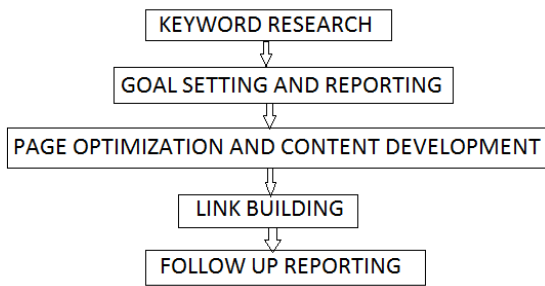 KEYWORD RESEARCH
GOAL SETTING AND REPORTING
PAGE OPTIMIZATION AND CONTENT DEVELOPMENT
LINK BUILDING
FOLLOW UP REPORTING